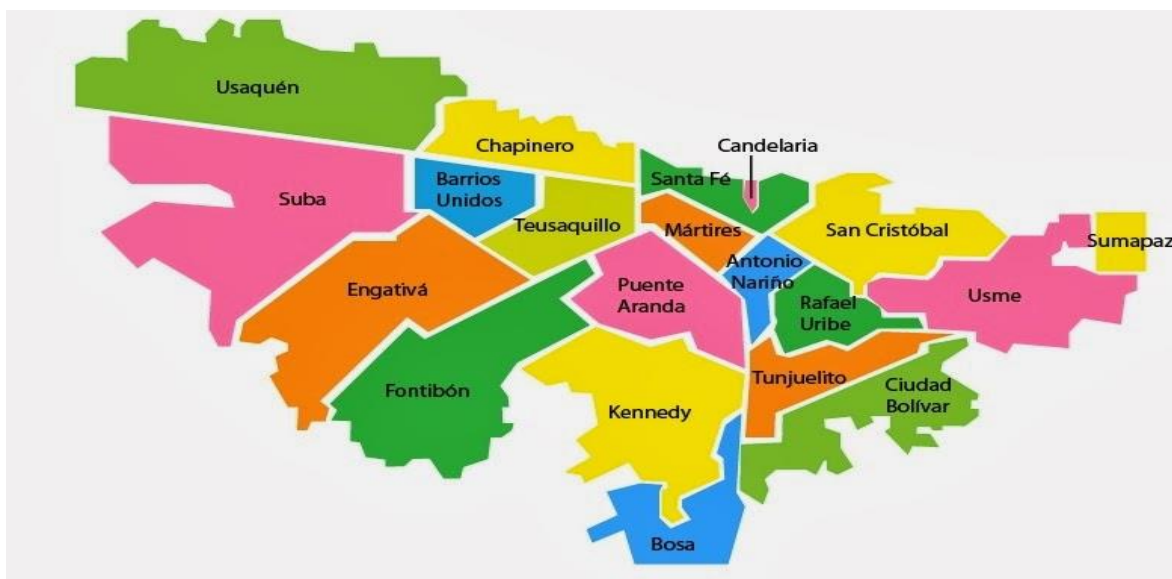 Usaquén
Chapinero
Candelaria
Suba
Barrios
Unidos
Santa Fé
Teusaquillo
Mártires
San Cristóbal
Sumapaz
Antonio
Nariño
Engativá
Puente
Aranda
Usme
Rafael
Uribe
Fontibón
Tunjuelito
Ciudad
Bolívar
Kennedy
Bosa